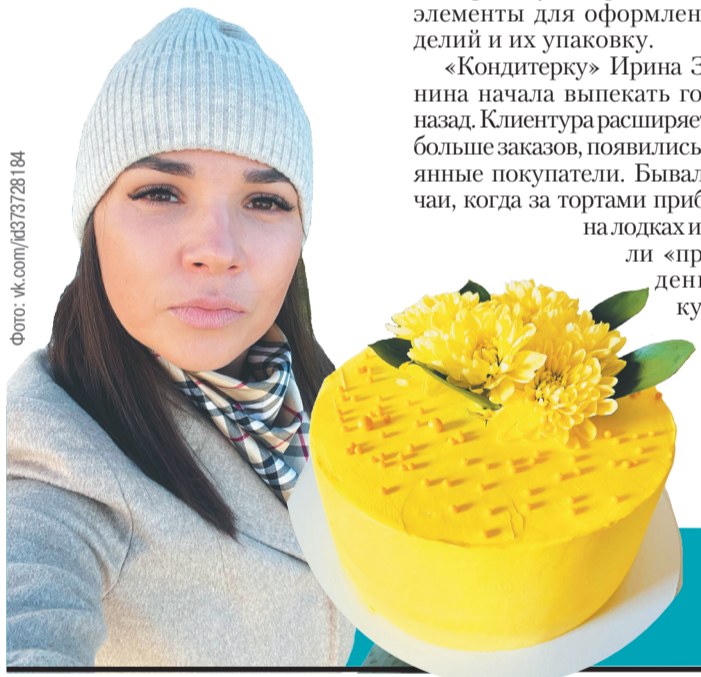 элементы для оформлен
делий и их упаковку.
«Кондитерку» Ирина З
нина начала выпекать го
назад. Клиентура расширяет
больше заказов, появились
янные покупатели. Бывал
чаи, когда за тортами приб
на лодках и
ли «пр
ден
ку
Фото: vk.com/id373728184